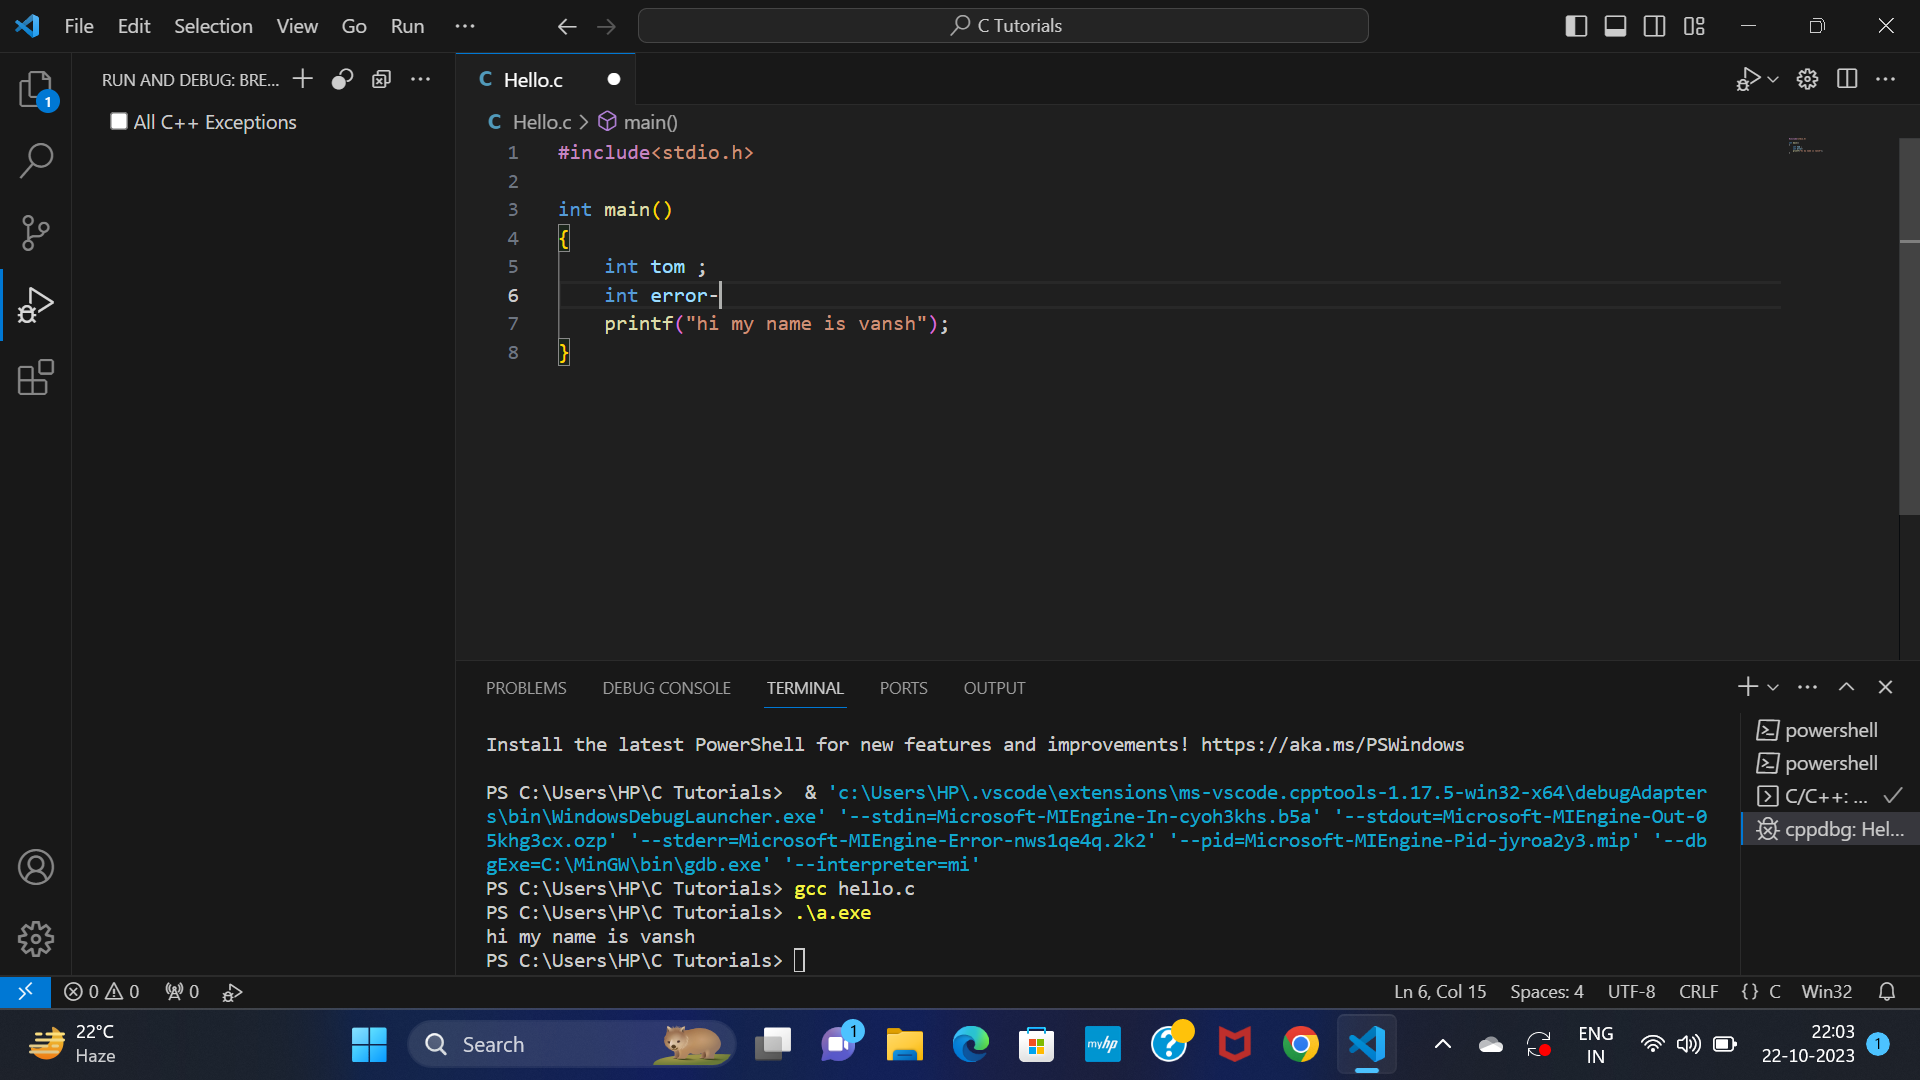 File Edit Selection View Go Run ··· C Tutorials
RUN AND DEBUG: BRE...
1
All C++ Exceptions
C Hello.c
C Hello.c > main()
1 #include<stdio.h>
2
3 int main()
4 {
5 int tom ;
6 int error-
7 printf("hi my name is vansh");
8 }
PROBLEMS DEBUG CONSOLE TERMINAL PORTS OUTPUT
Install the latest PowerShell for new features and improvements! https://aka.ms/PSWindows
PS C:\Users\HP\C Tutorials>  & 'c:\Users\HP\.vscode\extensions\ms-vscode.cpptools-1.17.5-win32-x64\debugAdapter
s\bin\WindowsDebugLauncher.exe' '--stdin=Microsoft-MIEngine-In-cyoh3khs.b5a' '--stdout=Microsoft-MIEngine-Out-0
5khg3cx.ozp' '--stderr=Microsoft-MIEngine-Error-nws1qe4q.2k2' '--pid=Microsoft-MIEngine-Pid-jyroa2y3.mip' '--db
gExe=C:\MinGW\bin\gdb.exe' '--interpreter=mi'
PS C:\Users\HP\C Tutorials> gcc hello.c
PS C:\Users\HP\C Tutorials> .\a.exe
hi my name is vansh
PS C:\Users\HP\C Tutorials>
powershell
powershell
C/C++: ...
cppdbg: Hel...
0 0 0 Ln 6, Col 15 Spaces: 4 UTF-8 CRLF {} C Win32
22°C
Haze
Search
1
myhp
ENG
IN
22:03
22-10-2023
1